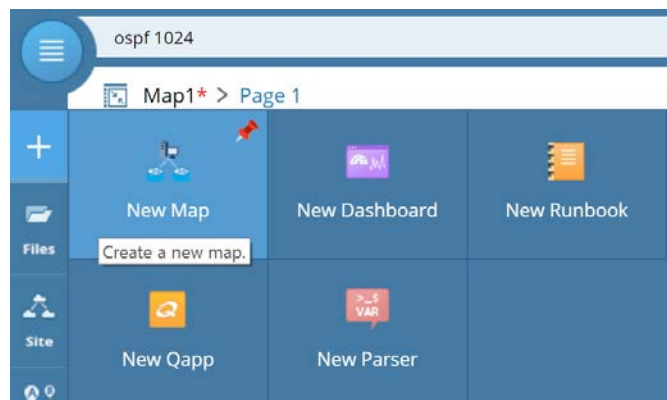 ospf 1024
Map1* > Page 1
New Map
New Dashboard
New Runbook
Files
Create a new map.
>_$
VAR
Site
New Qapp
New Parser